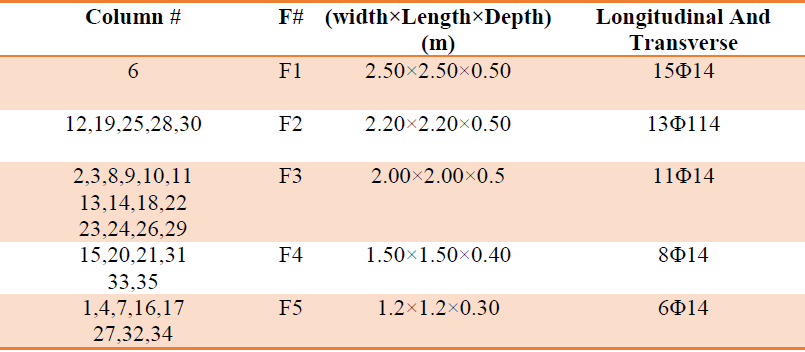 Column # F# (width×Length×Depth) Longitudinal And
(m) Transverse
6 F1 2.50×2.50×0.50 15Φ14
12,19,25,28,30 F2 2.20×2.20×0.50 13Φ114
2,3,8,9,10,11 F3 2.00×2.00×0.5 11Φ14
13,14,18,22
23,24,26,29
15,20,21,31 F4 1.50×1.50×0.40 8Φ14
33,35
1,4,7,16,17 F5 1.2×1.2×0.30 6Φ14
27,32,34